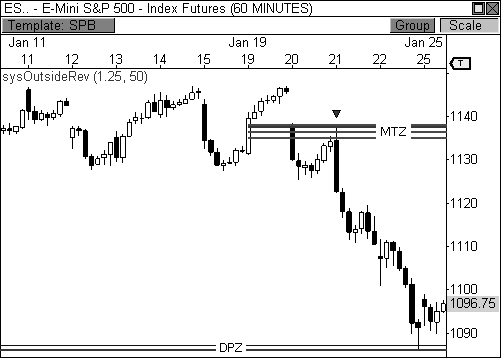 ES.. - E-Mini S&P 500 - Index Futures (60 MINUTES)
Template: SPB Group Scale
Jan 11 Jan 19 Jan 25
11 12 13 14 15 19 20 21 22 25 T
sysOutsideRev (1.25, 50)
1140
MTZ
1130
1120
1110
1100
1096.75
1090
DPZ